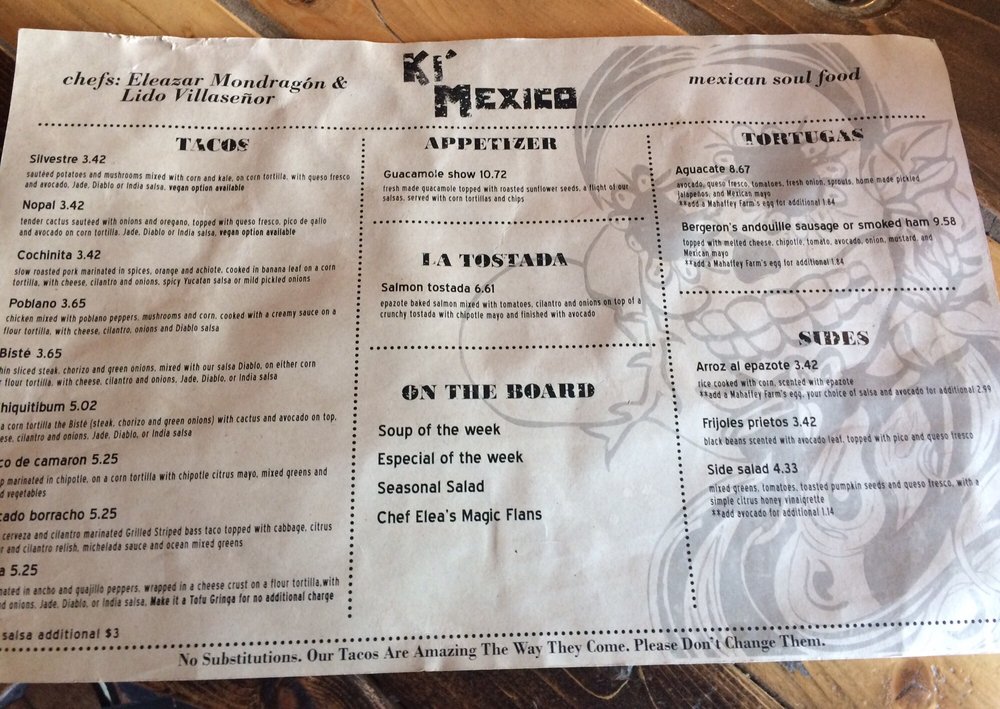 chefs: Eleazar Mondragón &
Lido Villaseñor
Ki' Mexico
mexican soul food
TACOS
Silvestre 3.42
sautéed potatoes and mushrooms mixed with corn and kale, on corn tortilla, with queso fresco
and avocado, Jade, Diablo or India salsa, vegan option available
Nopal 3.42
tender cactus sautéed with onions and oregano, topped with queso fresco, pico de gallo
and avocado on corn tortilla. Jade, Diablo or India salsa, vegan option available
Cochinita 3.42
slow roasted pork marinated in spices, orange and achiote, cooked in banana leaf on a corn
tortilla, with cheese, cilantro and onions, spicy Yucatan salsa or mild pickled onions
Poblano 3.65
chicken mixed with poblano peppers, mushrooms and corn, cooked with a creamy sauce on a
flour tortilla, with cheese, cilantro, onions and Diablo salsa
Bisté 3.65
hin sliced steak, chorizo and green onions, mixed with our salsa Diablo, on either corn
r flour tortilla, with cheese, cilantro and onions, Jade, Diablo, or India salsa
hiquitibum 5.02
a corn tortilla the Bisté (steak, chorizo and green onions) with cactus and avocado on top,
ese, cilantro and onions. Jade, Diablo, or India salsa
co de camaron 5.25
p marinated in chipotle, on a corn tortilla with chipotle citrus mayo, mixed greens and
d vegetables
cado borracho 5.25
cerveza and cilantro marinated Grilled Striped bass taco topped with cabbage, citrus
r and cilantro relish, michelada sauce and ocean mixed greens
a 5.25
nated in ancho and guajillo peppers, wrapped in a cheese crust on a flour tortilla, with
nd onions, Jade, Diablo, or India salsa, Make it a Tofu Gringa for no additional charge
salsa additional $3
APPETIZER
Guacamole show 10.72
fresh made guacamole topped with roasted sunflower seeds, a flight of our
salsas, served with corn tortillas and chips
LA TOSTADA
Salmon tostada 6.61
epazote baked salmon mixed with tomatoes, cilantro and onions on top of a
crunchy tostada with chipotle mayo and finished with avocado
ON THE BOARD
Soup of the week
Especial of the week
Seasonal Salad
Chef Elea's Magic Flans
TORTUGAS
Aguacate 8.67
avocado, queso fresco, tomatoes, fresh onion, sprouts, home made pickled
jalapeños, and Mexican mayo
**add a Mahaffey Farm's egg for additional 1.84
Bergeron's andouille sausage or smoked ham 9.58
topped with melted cheese, chipotle, tomato, avocado, onion, mustard, and
Mexican mayo
**add a Mahaffey Farm's egg for additional 1.84
SIDES
Arroz al epazote 3.42
rice cooked with corn, scented with epazote
**add a Mahaffey Farm's egg, your choice of salsa and avocado for additional 2.99
Frijoles prietos 3.42
black beans scented with avocado leaf, topped with pico and queso fresco
Side salad 4.33
mixed greens, tomatoes, toasted pumpkin seeds and queso fresco, with a
simple citrus honey vinaigrette
**add avocado for additional 1.14
No Substitutions. Our Tacos Are Amazing The Way They Come. Please Don't Change Them.